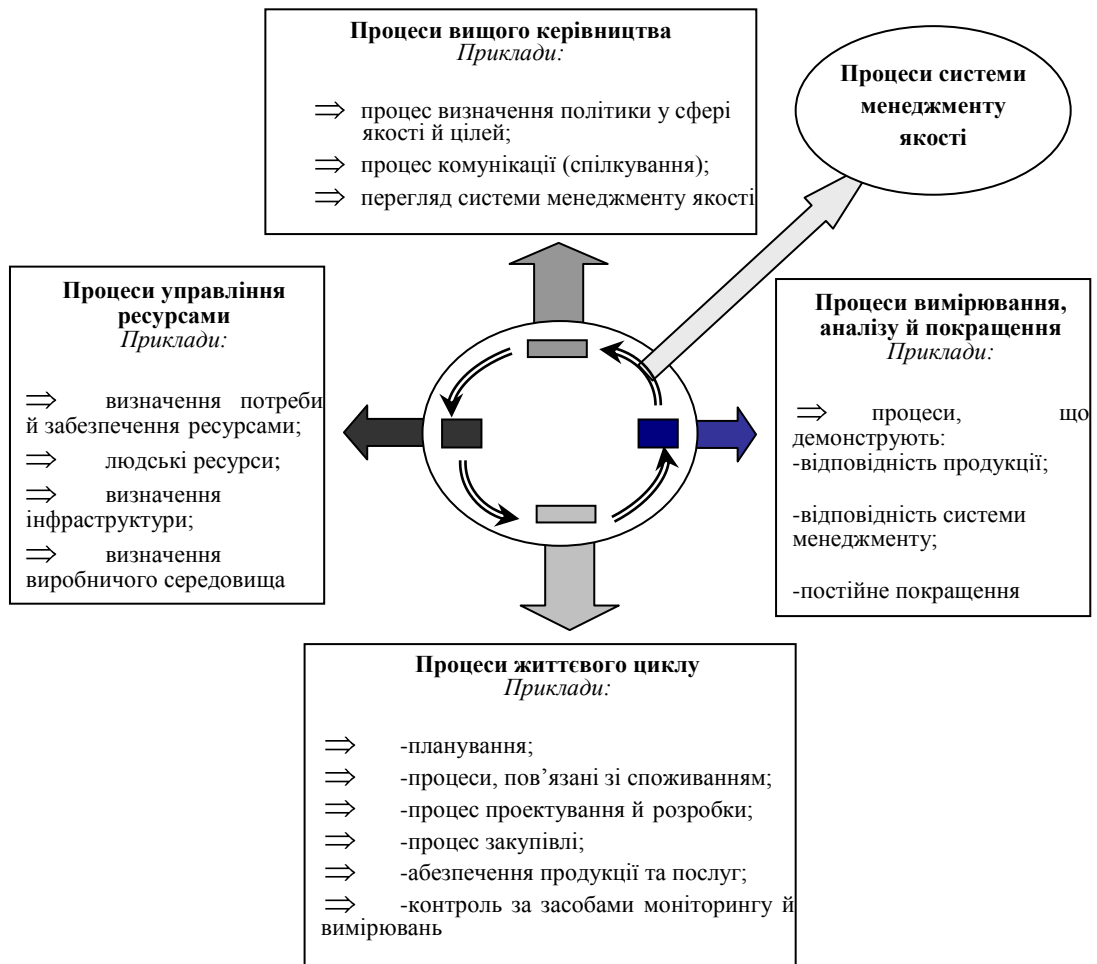 Процеси вищого керівництва
Приклади:
⇒ процес визначення політики у сфері
якості й цілей;
⇒ процес комунікації (спілкування);
⇒ перегляд системи менеджменту якості
Процеси системи
менеджменту
якості
Процеси управління
ресурсами
Приклади:
⇒ визначення потреби
й забезпечення ресурсами;
⇒ людські ресурси;
⇒ визначення
інфраструктури;
⇒ визначення
виробничого середовища
Процеси вимірювання,
аналізу й покращення
Приклади:
⇒ процеси, що
демонструють:
-відповідність продукції;
-відповідність системи
менеджменту;
-постійне покращення
Процеси життєвого циклу
Приклади:
⇒ -планування;
⇒ -процеси, пов’язані зі споживанням;
⇒ -процес проектування й розробки;
⇒ -процес закупівлі;
⇒ -абезпечення продукції та послуг;
⇒ -контроль за засобами моніторингу й
вимірювань